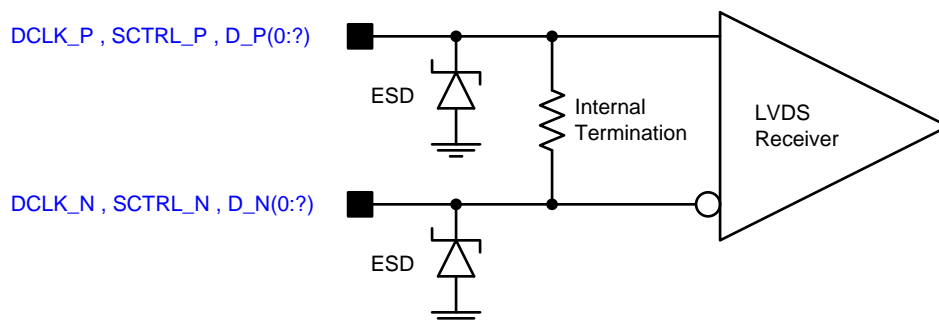 DCLK_P , SCTRL_P , D_P(0:?)
ESD
Internal
Termination
LVDS
Receiver
DCLK_N , SCTRL_N , D_N(0:?)
ESD